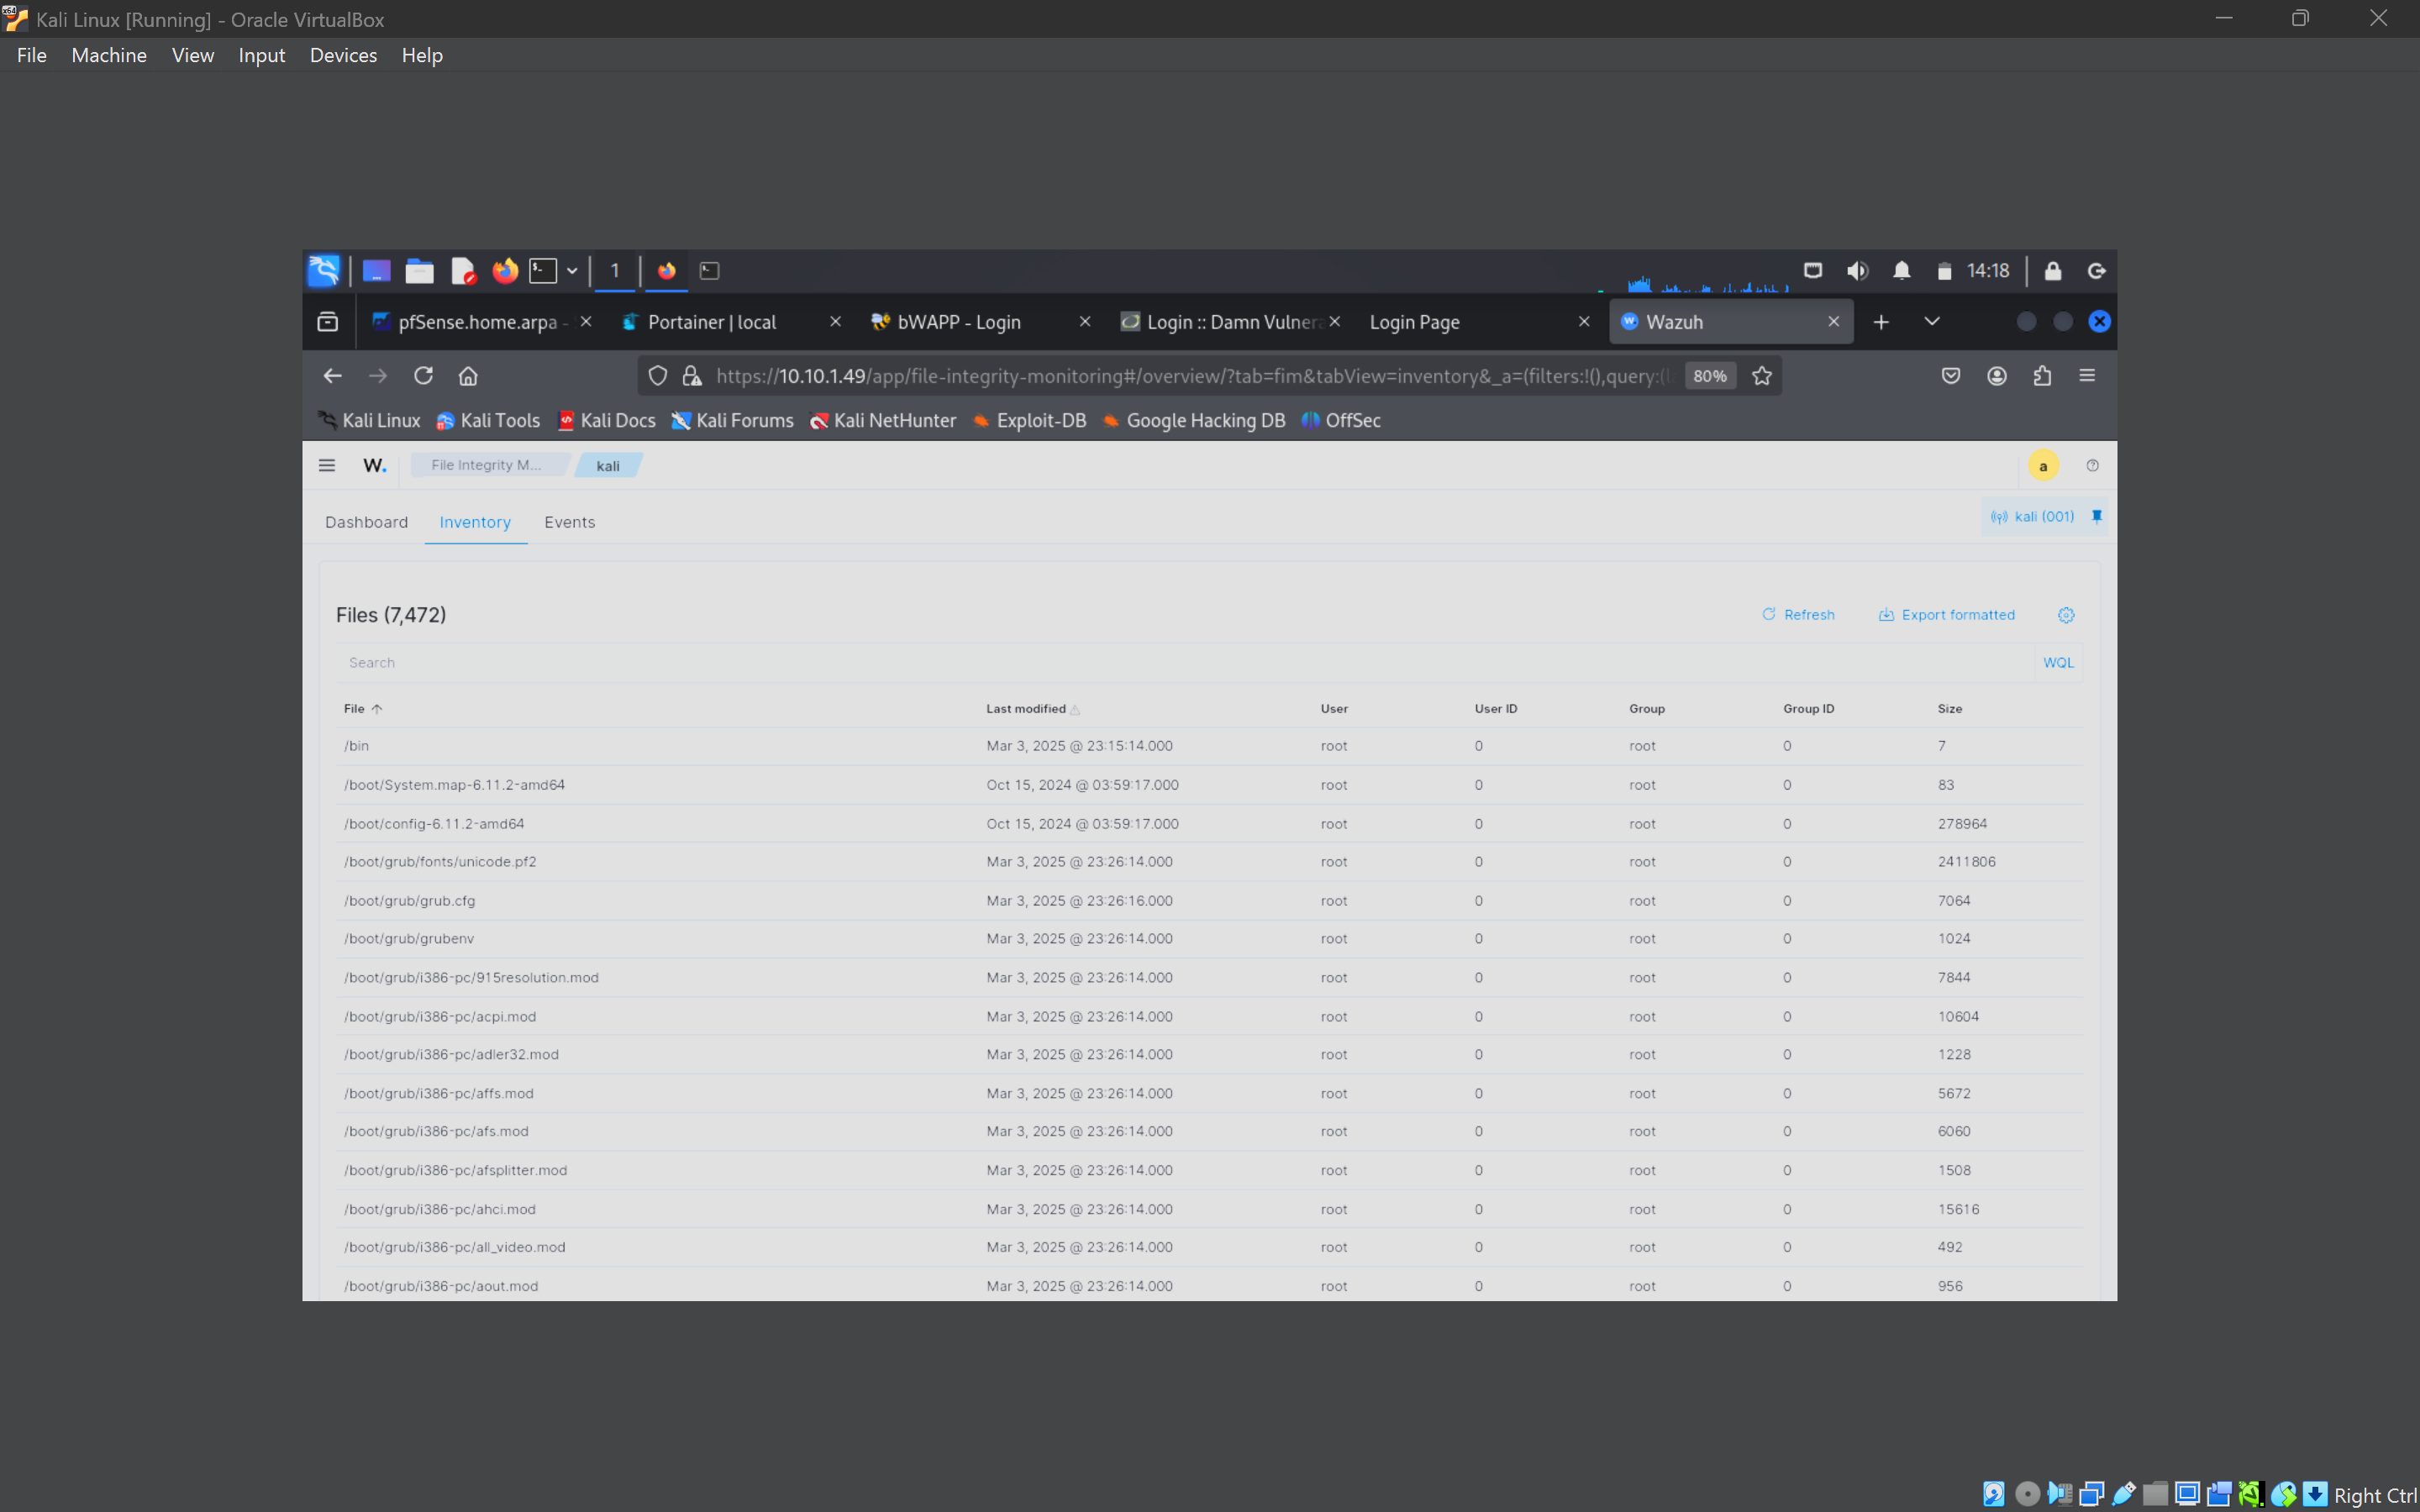 Kali Linux [Running] - Oracle VirtualBox
File Machine View Input Devices Help
1 14:18
pfSense.home.arpa - Portainer | local bWAPP - Login Login :: Damn Vulnera Login Page Wazuh
https://10.10.1.49/app/file-integrity-monitoring#/overview/?tab=fim&tabView=inventory&_a=(filters:!(),query:(l 80%
Kali Linux Kali Tools Kali Docs Kali Forums Kali NetHunter Exploit-DB Google Hacking DB OffSec
W. File Integrity M... kali a
Dashboard Inventory Events kali (001)
Files (7,472) Refresh Export formatted
Search WQL
File Last modified User User ID Group Group ID Size
/bin Mar 3, 2025 @ 23:15:14.000 root 0 root 0 7
/boot/System.map-6.11.2-amd64 Oct 15, 2024 @ 03:59:17.000 root 0 root 0 83
/boot/config-6.11.2-amd64 Oct 15, 2024 @ 03:59:17.000 root 0 root 0 278964
/boot/grub/fonts/unicode.pf2 Mar 3, 2025 @ 23:26:14.000 root 0 root 0 2411806
/boot/grub/grub.cfg Mar 3, 2025 @ 23:26:16.000 root 0 root 0 7064
/boot/grub/grubenv Mar 3, 2025 @ 23:26:14.000 root 0 root 0 1024
/boot/grub/i386-pc/915resolution.mod Mar 3, 2025 @ 23:26:14.000 root 0 root 0 7844
/boot/grub/i386-pc/acpi.mod Mar 3, 2025 @ 23:26:14.000 root 0 root 0 10604
/boot/grub/i386-pc/adler32.mod Mar 3, 2025 @ 23:26:14.000 root 0 root 0 1228
/boot/grub/i386-pc/affs.mod Mar 3, 2025 @ 23:26:14.000 root 0 root 0 5672
/boot/grub/i386-pc/afs.mod Mar 3, 2025 @ 23:26:14.000 root 0 root 0 6060
/boot/grub/i386-pc/afsplitter.mod Mar 3, 2025 @ 23:26:14.000 root 0 root 0 1508
/boot/grub/i386-pc/ahci.mod Mar 3, 2025 @ 23:26:14.000 root 0 root 0 15616
/boot/grub/i386-pc/all_video.mod Mar 3, 2025 @ 23:26:14.000 root 0 root 0 492
/boot/grub/i386-pc/aout.mod Mar 3, 2025 @ 23:26:14.000 root 0 root 0 956
Right Ctrl